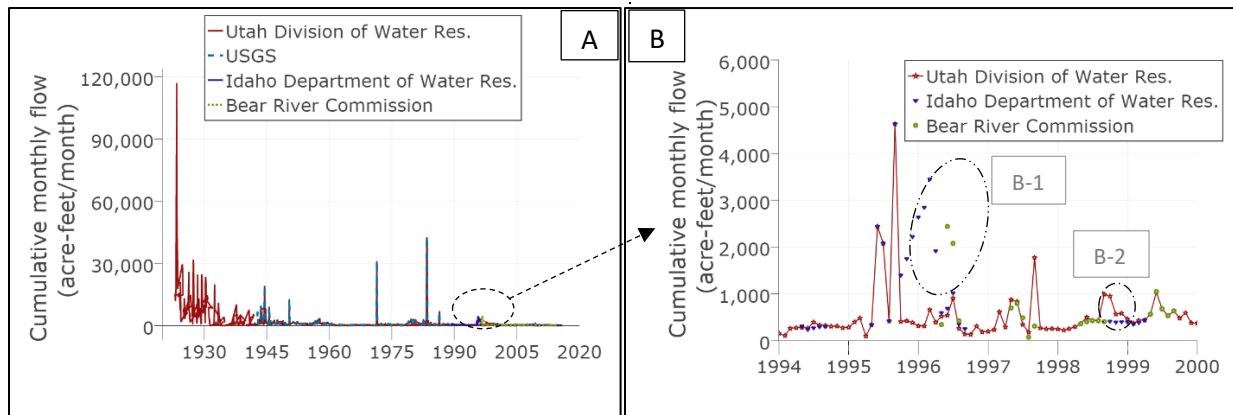 A
Utah Division of Water Res.
USGS
Idaho Department of Water Res.
Bear River Commission
Cumulative monthly flow
(acre-feet/month)
120,000
90,000
60,000
30,000
0
1930
1945
1960
1975
1990
2005
2020
B
Utah Division of Water Res.
Idaho Department of Water Res.
Bear River Commission
Cumulative monthly flow
(acre-feet/month)
6,000
5,000
4,000
3,000
2,000
1,000
0
B-1
B-2
1994
1995
1996
1997
1998
1999
2000